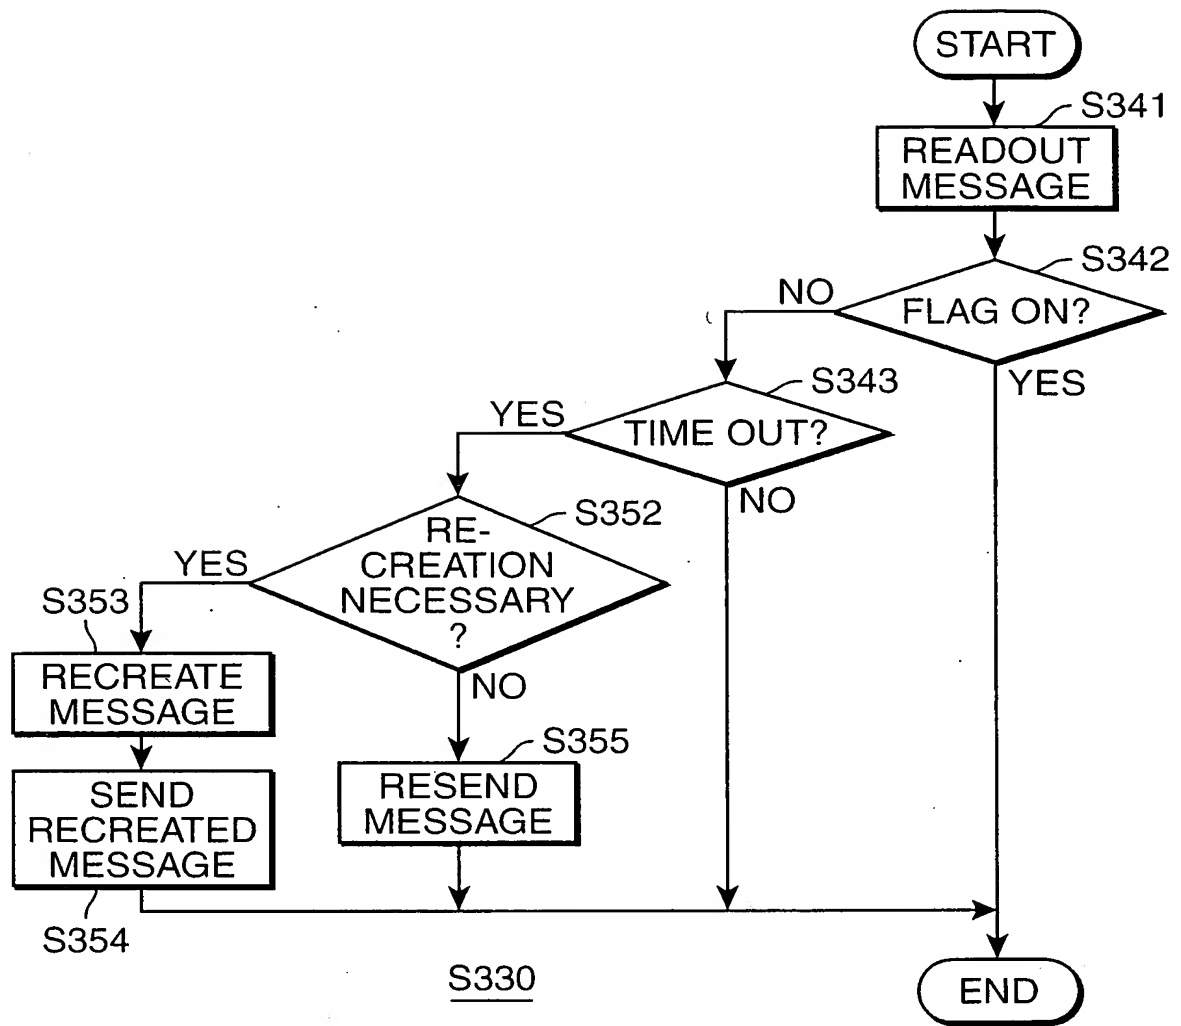 START
S341
READOUT
MESSAGE
S342
NO
FLAG ON?
YES
S343
YES
TIME OUT?
NO
S352
RE-
CREATION
NECESSARY
?
YES
S353
NO
RECREATE
MESSAGE
S355
RESEND
MESSAGE
SEND
RECREATED
MESSAGE
S354
S330
END